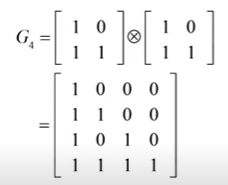 G₄ = [ 1 0 ; 1 1 ] ⊗ [ 1 0 ; 1 1 ]
= [ 1 0 0 0 ; 1 1 0 0 ; 1 0 1 0 ; 1 1 1 1 ]